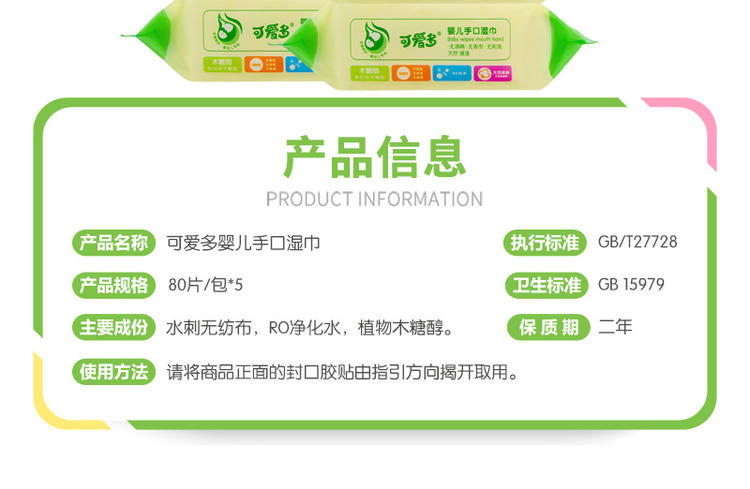 可爱多
可爱多
婴儿手口湿巾
Baby wipes mouth hand
·无酒精·无香型·无刺激
天然 健康
木糖醇
木糖醇
产品信息
PRODUCT INFORMATION
产品名称 可爱多婴儿手口湿巾
执行标准 GB/T27728
产品规格 80片/包*5
卫生标准 GB 15979
主要成份 水刺无纺布，RO净化水，植物木糖醇。
保质期 二年
使用方法 请将商品正面的封口胶贴由指引方向揭开取用。